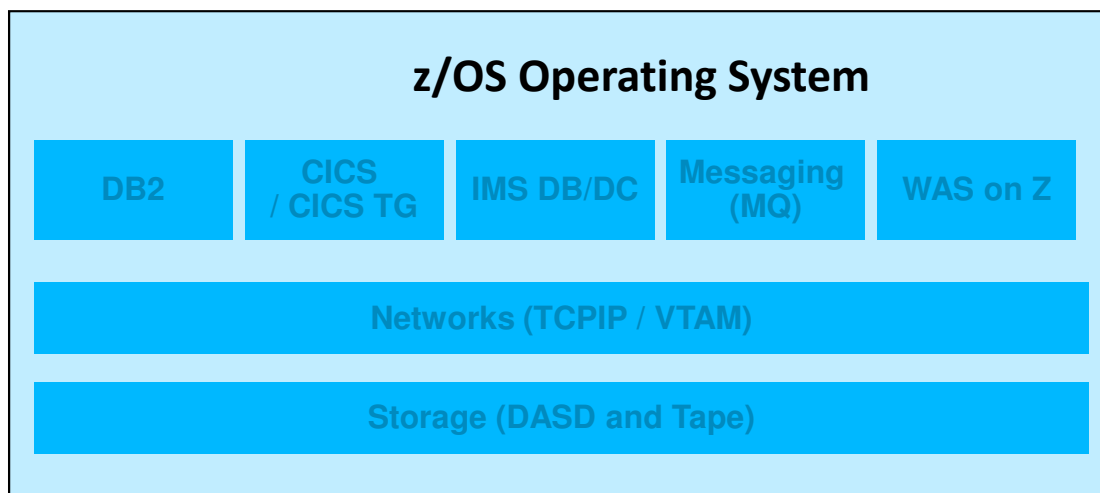 z/OS Operating System
DB2
CICS
/ CICS TG
IMS DB/DC
Messaging
(MQ)
WAS on Z
Networks (TCPIP / VTAM)
Storage (DASD and Tape)